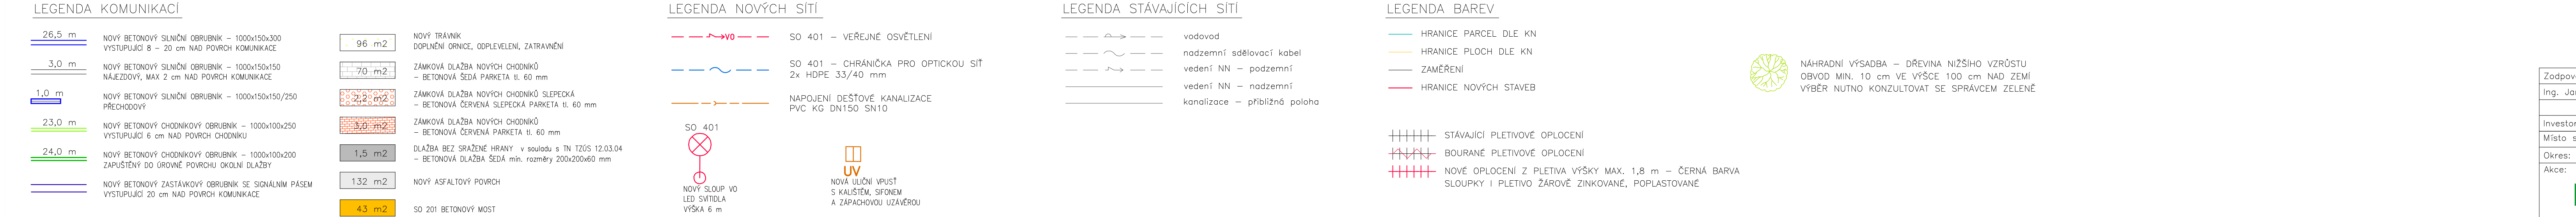 LEGENDA KOMUNIKACÍ
26,5 m
NOVÝ BETONOVÝ SILNIČNÍ OBRUBNÍK – 1000x150x300
VYSTUPUJÍCÍ 8 – 20 cm NAD POVRCH KOMUNIKACE
3,0 m
NOVÝ BETONOVÝ SILNIČNÍ OBRUBNÍK – 1000x150x150
NÁJEZDOVÝ, MAX 2 cm NAD POVRCH KOMUNIKACE
1,0 m
NOVÝ BETONOVÝ SILNIČNÍ OBRUBNÍK – 1000x150x150/250
PŘECHODOVÝ
23,0 m
NOVÝ BETONOVÝ CHODNÍKOVÝ OBRUBNÍK – 1000x100x250
VYSTUPUJÍCÍ 6 cm NAD POVRCH CHODNÍKU
24,0 m
NOVÝ BETONOVÝ CHODNÍKOVÝ OBRUBNÍK – 1000x100x200
ZAPUŠTĚNÝ DO ÚROVNĚ POVRCHU OKOLNÍ DLAŽBY
NOVÝ BETONOVÝ ZASTÁVKOVÝ OBRUBNÍK SE SIGNÁLNÍM PÁSEM
VYSTUPUJÍCÍ 20 cm NAD POVRCH KOMUNIKACE
96 m2
NOVÝ TRÁVNÍK
DOPLNĚNÍ ORNICE, ODPLEVELENÍ, ZATRAVNĚNÍ
70 m2
ZÁMKOVÁ DLAŽBA NOVÝCH CHODNÍKŮ
– BETONOVÁ ŠEDÁ PARKETA tl. 60 mm
2,2 m2
ZÁMKOVÁ DLAŽBA NOVÝCH CHODNÍKŮ SLEPECKÁ
– BETONOVÁ ČERVENÁ SLEPECKÁ PARKETA tl. 60 mm
3,0 m2
ZÁMKOVÁ DLAŽBA NOVÝCH CHODNÍKŮ
– BETONOVÁ ČERVENÁ PARKETA tl. 60 mm
1,5 m2
DLAŽBA BEZ SRAŽENÉ HRANY v souladu s TN TZÚS 12.03.04
– BETONOVÁ DLAŽBA ŠEDÁ min. rozměry 200x200x60 mm
132 m2
NOVÝ ASFALTOVÝ POVRCH
43 m2
SO 201 BETONOVÝ MOST
LEGENDA NOVÝCH SÍTÍ
VO
SO 401 – VEŘEJNÉ OSVĚTLENÍ
SO 401 – CHRÁNIČKA PRO OPTICKOU SÍŤ
2x HDPE 33/40 mm
NAPOJENÍ DEŠŤOVÉ KANALIZACE
PVC KG DN150 SN10
SO 401
NOVÝ SLOUP VO
LED SVÍTIDLA
VÝŠKA 6 m
UV
NOVÁ ULIČNÍ VPUSŤ
S KALIŠTĚM, SIFONEM
A ZÁPACHOVOU UZÁVĚROU
LEGENDA STÁVAJÍCÍCH SÍTÍ
vodovod
nadzemní sdělovací kabel
vedení NN – podzemní
vedení NN – nadzemní
kanalizace – přibližná poloha
LEGENDA BAREV
HRANICE PARCEL DLE KN
HRANICE PLOCH DLE KN
ZAMĚŘENÍ
HRANICE NOVÝCH STAVEB
STÁVAJÍCÍ PLETIVOVÉ OPLOCENÍ
BOURANÉ PLETIVOVÉ OPLOCENÍ
NOVÉ OPLOCENÍ Z PLETIVA VÝŠKY MAX. 1,8 m – ČERNÁ BARVA
SLOUPKY I PLETIVO ŽÁROVĚ ZINKOVANÉ, POPLASTOVANÉ
NÁHRADNÍ VÝSADBA – DŘEVINA NIŽŠÍHO VZRŮSTU
OBVOD MIN. 10 cm VE VÝŠCE 100 cm NAD ZEMÍ
VÝBĚR NUTNO KONZULTOVAT SE SPRÁVCEM ZELENĚ
Zodpov
Ing. Jar
Investor
Místo s
Okres:
Akce: